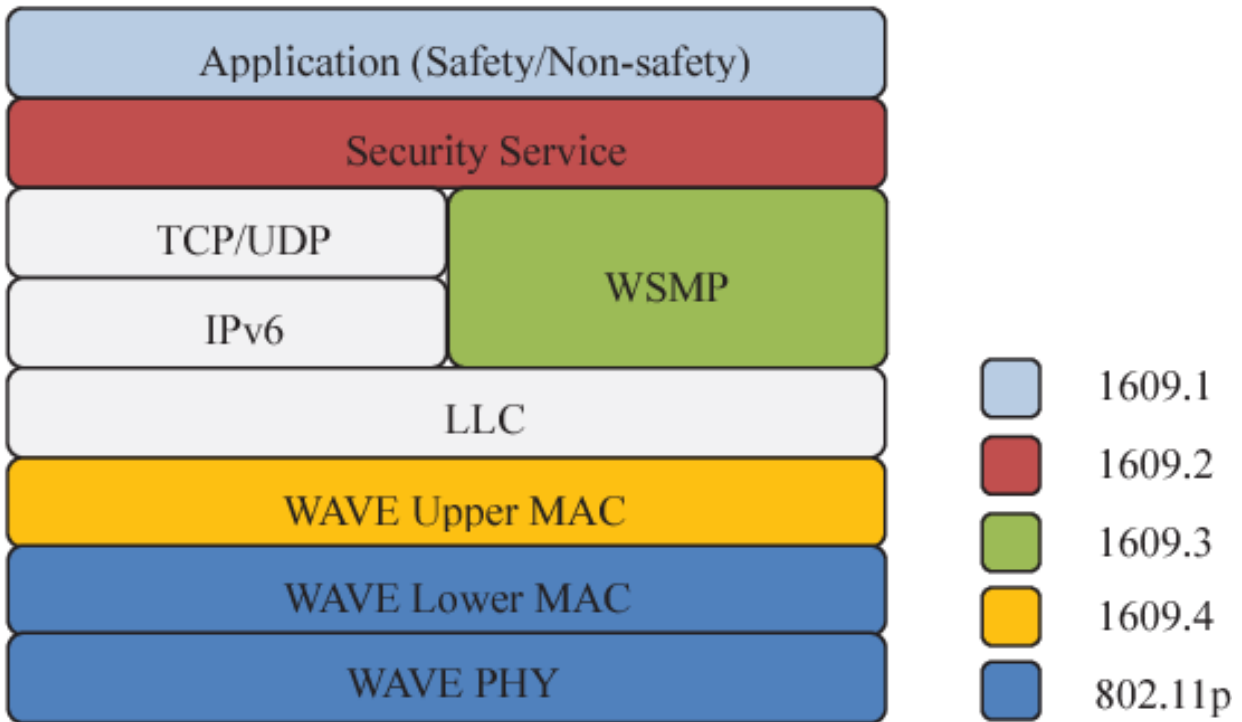 Application (Safety/Non-safety)
Security Service
TCP/UDP
WSMP
IPv6
LLC
WAVE Upper MAC
WAVE Lower MAC
WAVE PHY
1609.1
1609.2
1609.3
1609.4
802.11p